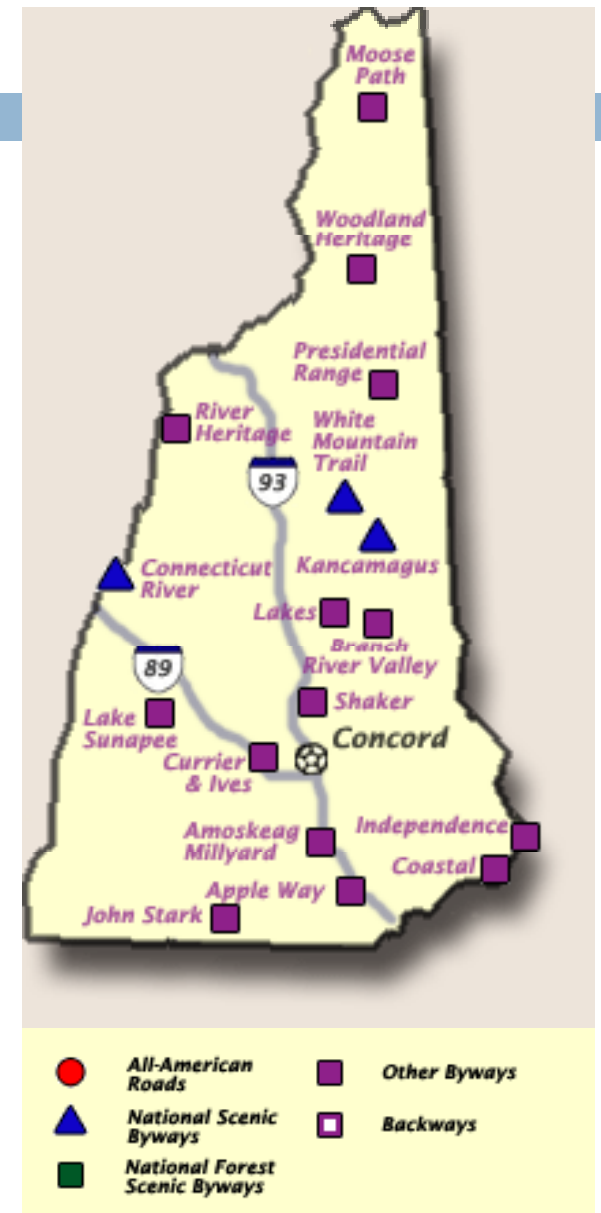 Moose
Path
Woodland
Heritage
Presidential
Range
River
Heritage
White
Mountain
Trail
93
Kancamagus
Connecticut
River
Lakes
Branch
River Valley
89
Shaker
Lake
Sunapee
Concord
Currier
& Ives
Amoskeag
Millyard
Independence
Coastal
Apple Way
John Stark
All-American
Roads
Other Byways
National Scenic
Byways
Backways
National Forest
Scenic Byways